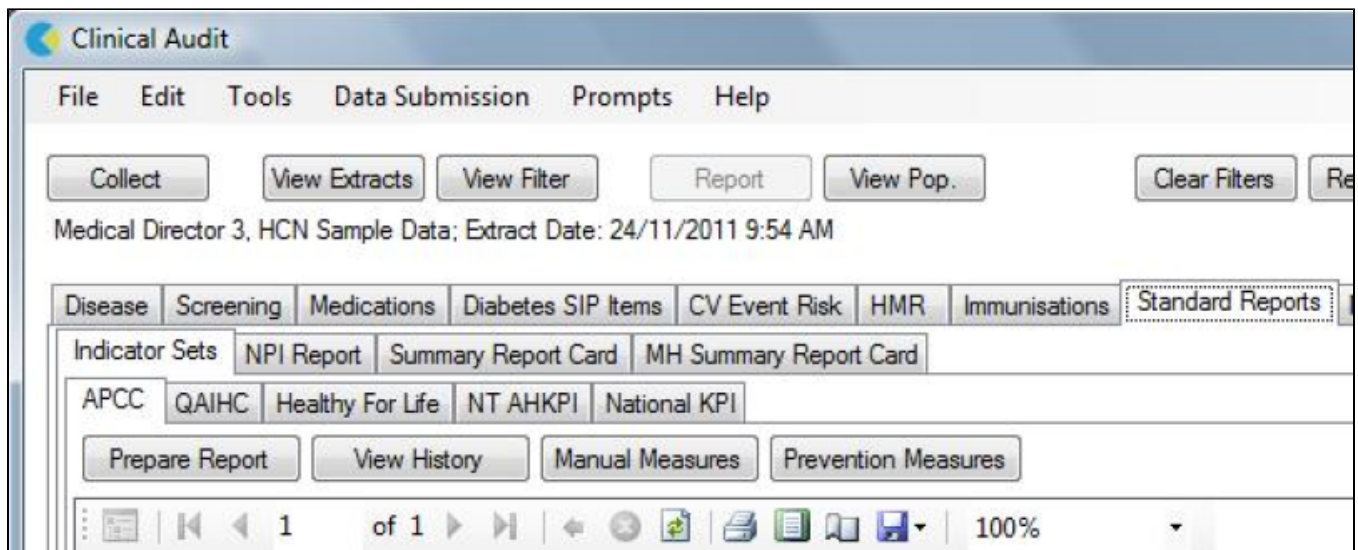 Clinical Audit
File Edit Tools Data Submission Prompts Help
Collect View Extracts View Filter Report View Pop. Clear Filters Re
Medical Director 3, HCN Sample Data; Extract Date: 24/11/2011 9:54 AM
Disease Screening Medications Diabetes SIP Items CV Event Risk HMR Immunisations Standard Reports
Indicator Sets NPI Report Summary Report Card MH Summary Report Card
APCC QAIHC Healthy For Life NT AHKPI National KPI
Prepare Report View History Manual Measures Prevention Measures
1 of 1 100%